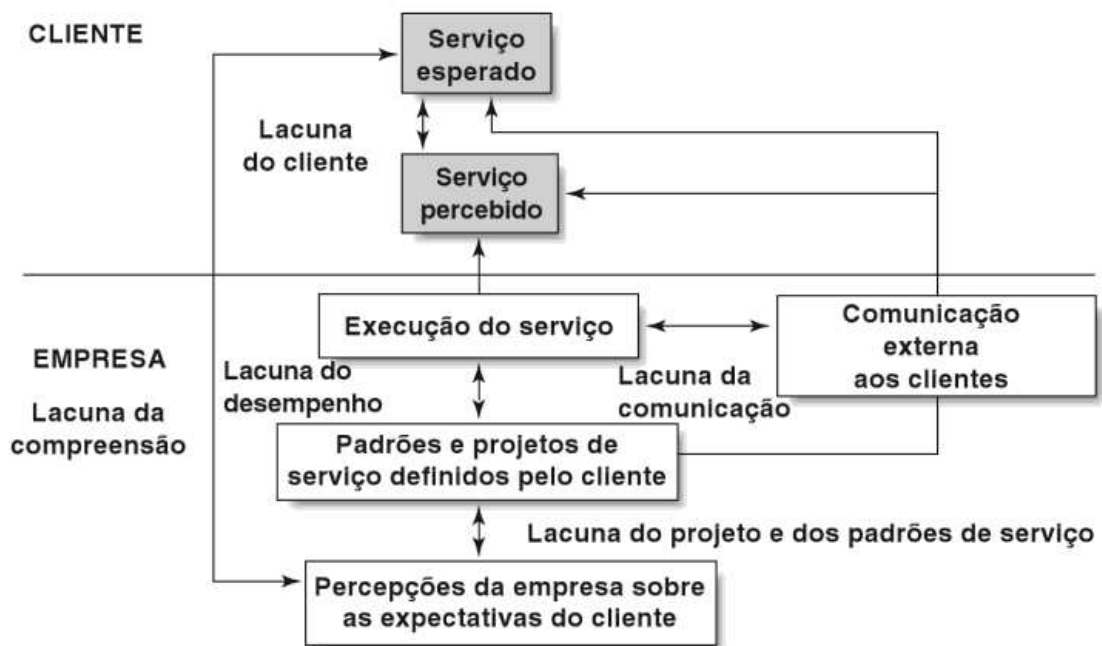 CLIENTE
Serviço
esperado
Lacuna
do cliente
Serviço
percebido
Execução do serviço
Comunicação
externa
aos clientes
EMPRESA
Lacuna da
compreensão
Lacuna do
desempenho
Lacuna da
comunicação
Padrões e projetos de
serviço definidos pelo cliente
Lacuna do projeto e dos padrões de serviço
Percepções da empresa sobre
as expectativas do cliente